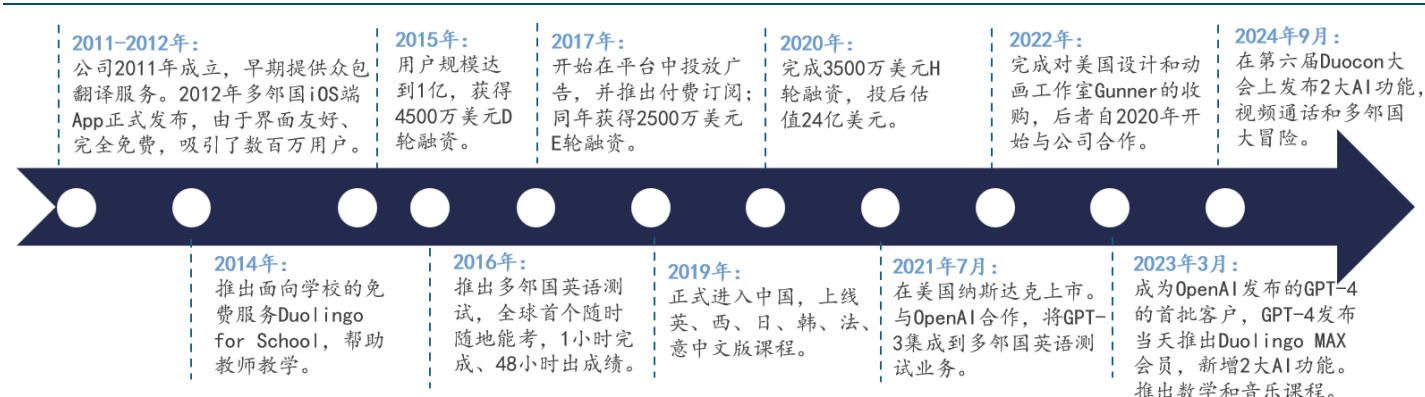 2011-2012年：
公司2011年成立，早期提供众包
翻译服务。2012年多邻国iOS端
App正式发布，由于界面友好、
完全免费，吸引了数百万用户。
2014年：
推出面向学校的免
费服务Duolingo
for School，帮助
教师教学。
2015年：
用户规模达
到1亿，获得
4500万美元D
轮融资。
2016年：
推出多邻国英语测
试，全球首个随时
随地能考，1小时完
成、48小时出成绩。
2017年：
开始在平台中投放广
告，并推出付费订阅；
同年获得2500万美元
E轮融资。
2019年：
正式进入中国，上线
英、西、日、韩、法、
意中文版课程。
2020年：
完成3500万美元H
轮融资，投后估
值24亿美元。
2021年7月：
在美国纳斯达克上市。
与OpenAI合作，将GPT-
3集成到多邻国英语测
试业务。
2022年：
完成对美国设计和动
画工作室Gunner的收
购，后者自2020年开
始与公司合作。
2023年3月：
成为OpenAI发布的GPT-4
的首批客户，GPT-4发布
当天推出Duolingo MAX
会员，新增2大AI功能。
推出数学和音乐课程。
2024年9月：
在第六届Duocon大
会上发布2大AI功能，
视频通话和多邻国
大冒险。